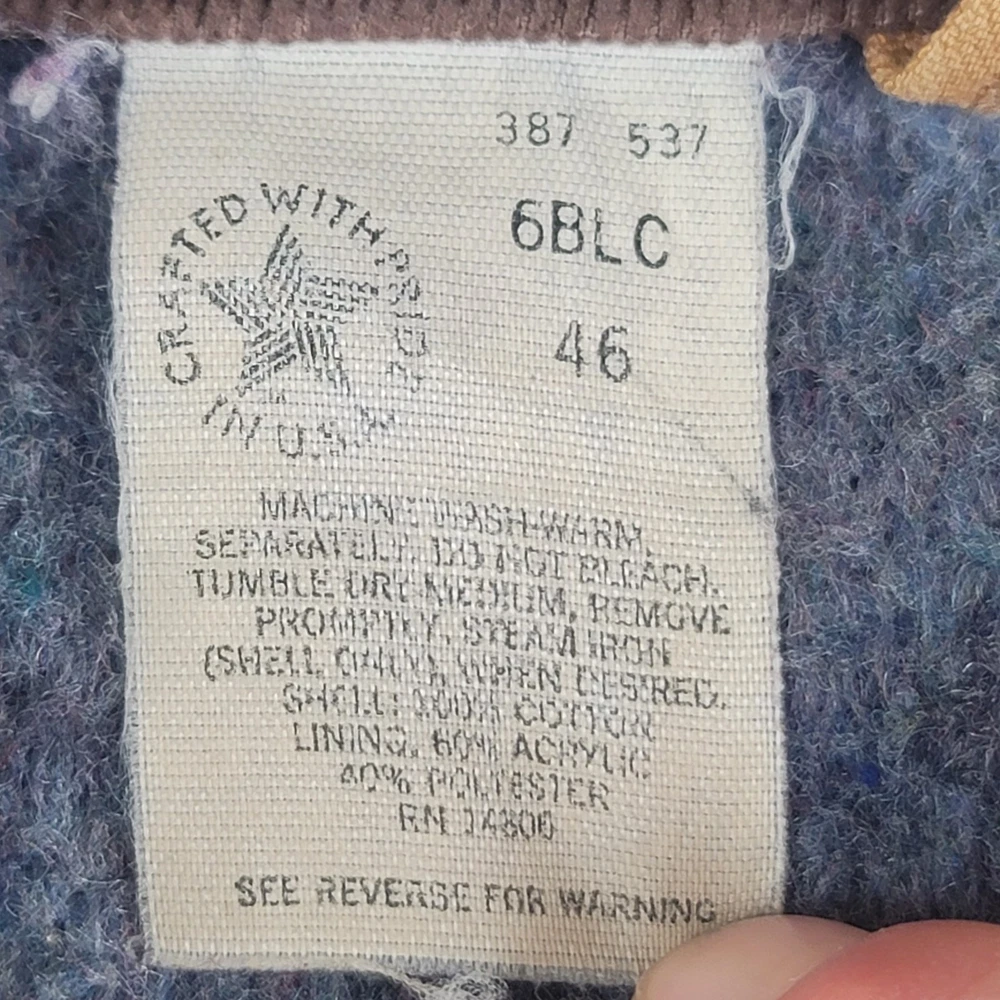 387 537
6BLC
46
CRAFTED WITH PRIDE
IN U.S.A.
MACHINE WASH WARM,
SEPARATELY. DO NOT BLEACH.
TUMBLE DRY MEDIUM, REMOVE
PROMPTLY. STEAM IRON
(SHELL ONLY), WHEN DESIRED.
SHELL: 100% COTTON
LINING. 60% ACRYLIC
40% POLYESTER
RN 14806
SEE REVERSE FOR WARNING